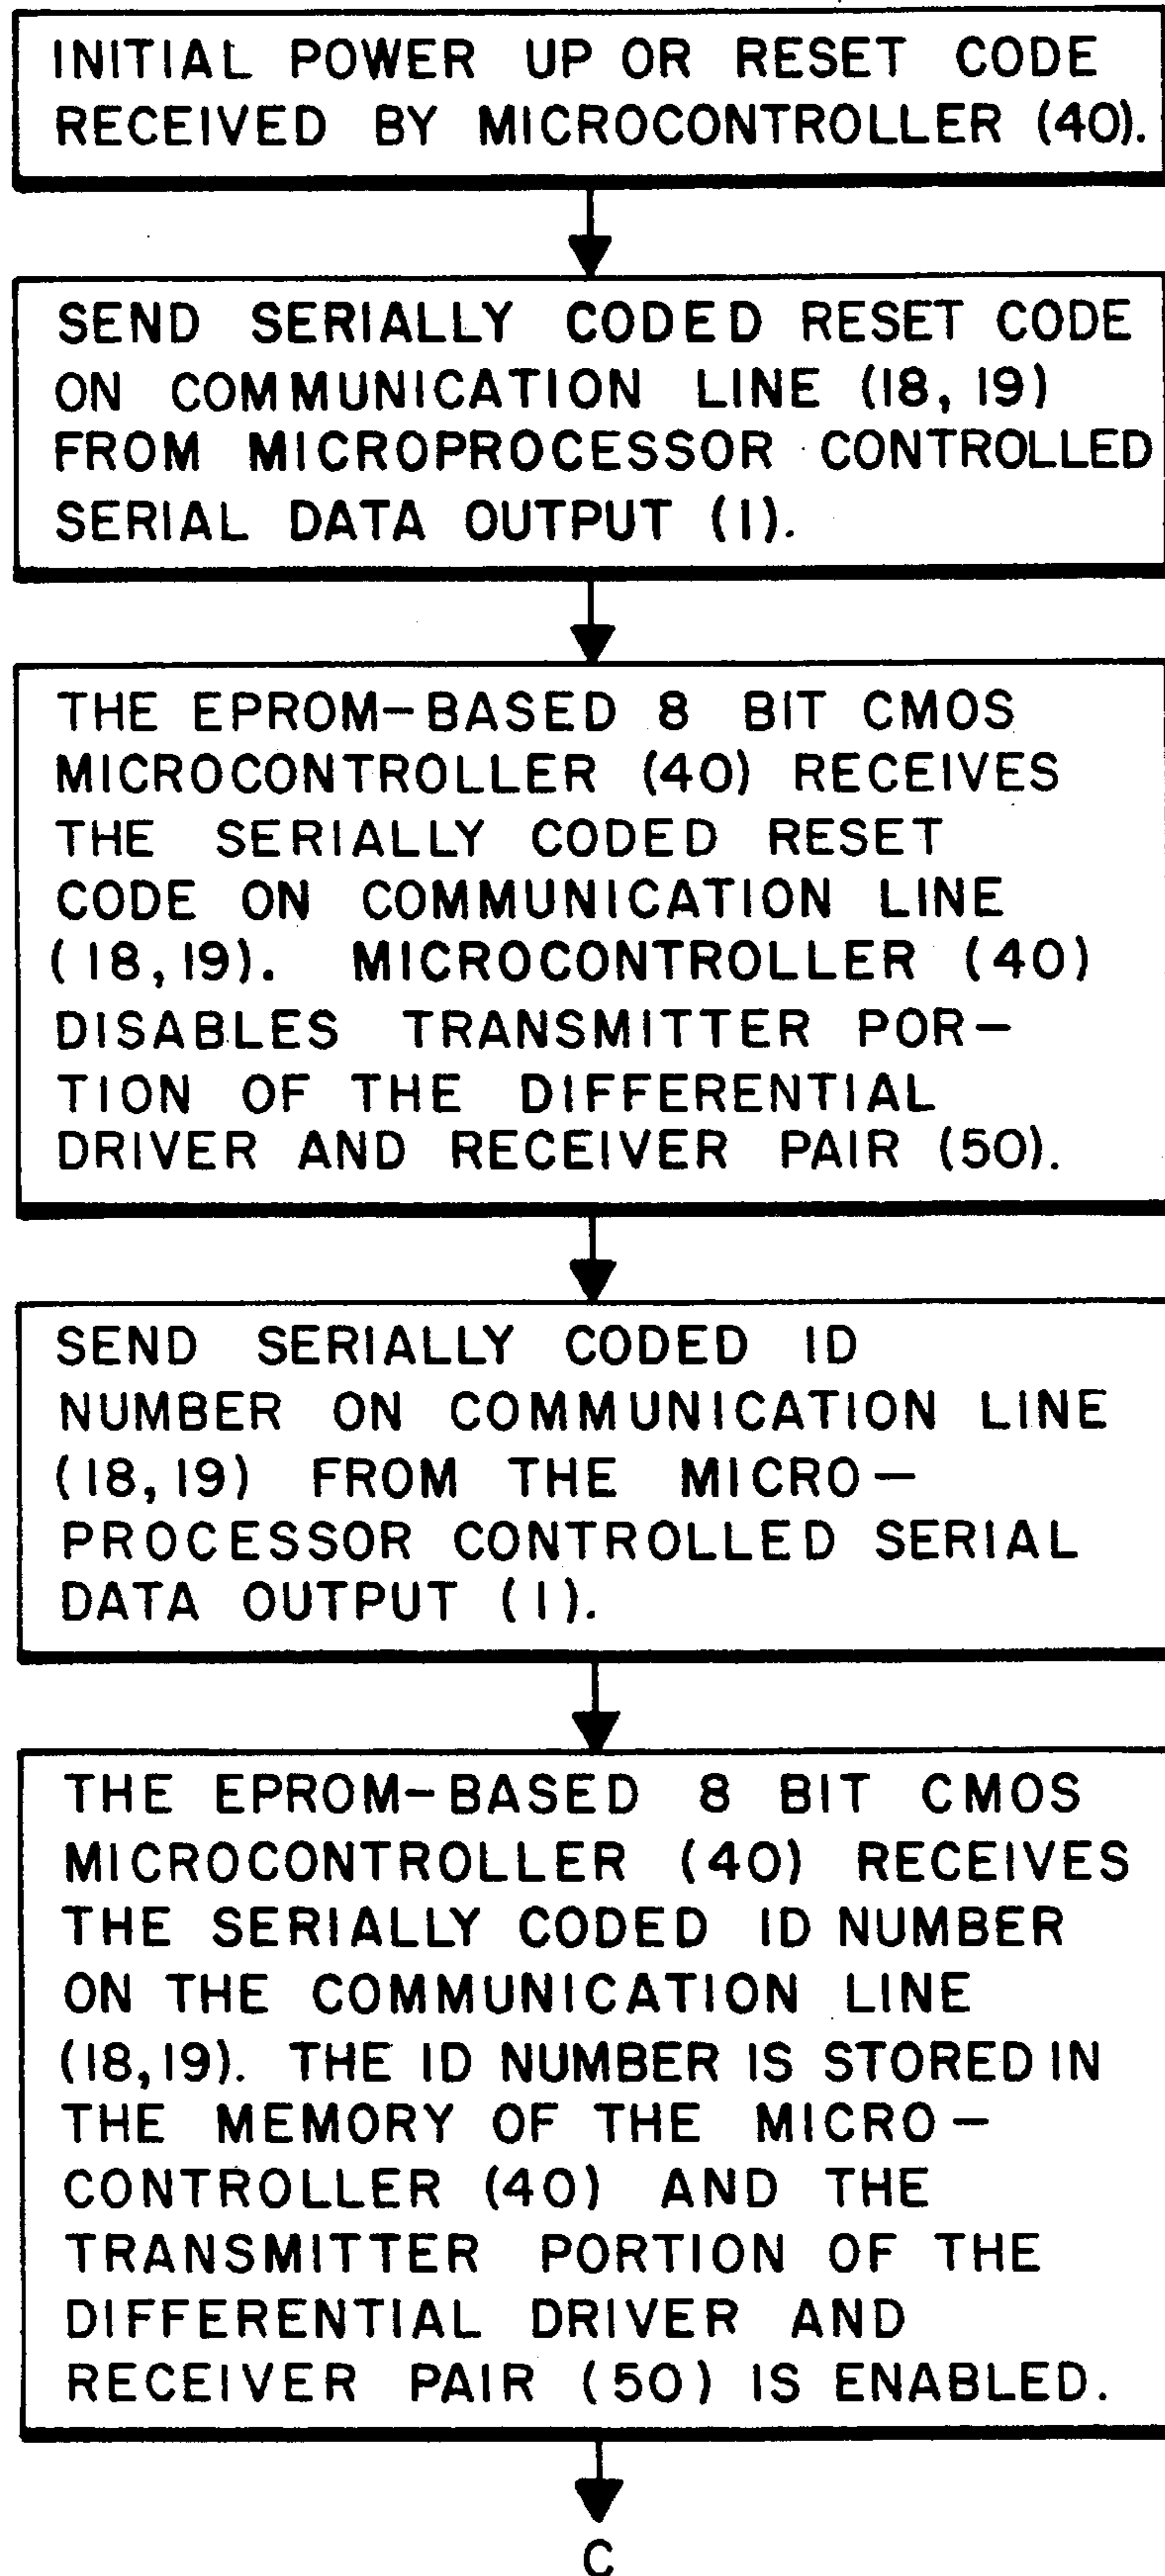 INITIAL POWER UP OR RESET CODE
RECEIVED BY MICROCONTROLLER (40).
SEND SERIALLY CODED RESET CODE
ON COMMUNICATION LINE (18, 19)
FROM MICROPROCESSOR CONTROLLED
SERIAL DATA OUTPUT (1).
THE EPROM-BASED 8 BIT CMOS
MICROCONTROLLER (40) RECEIVES
THE SERIALLY CODED RESET
CODE ON COMMUNICATION LINE
(18,19). MICROCONTROLLER (40)
DISABLES TRANSMITTER POR-
TION OF THE DIFFERENTIAL
DRIVER AND RECEIVER PAIR (50).
SEND SERIALLY CODED ID
NUMBER ON COMMUNICATION LINE
(18,19) FROM THE MICRO-
PROCESSOR CONTROLLED SERIAL
DATA OUTPUT (1).
THE EPROM-BASED 8 BIT CMOS
MICROCONTROLLER (40) RECEIVES
THE SERIALLY CODED ID NUMBER
ON THE COMMUNICATION LINE
(18,19). THE ID NUMBER IS STORED IN
THE MEMORY OF THE MICRO-
CONTROLLER (40) AND THE
TRANSMITTER PORTION OF THE
DIFFERENTIAL DRIVER AND
RECEIVER PAIR (50) IS ENABLED.
C